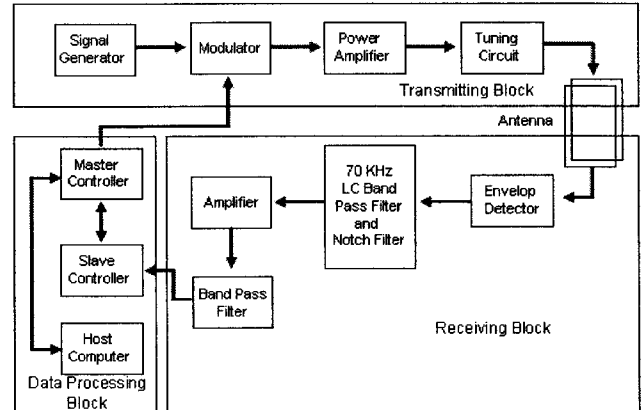 Signal
Generator
Modulator
Power
Amplifier
Tuning
Circuit
Transmitting Block
Antenna
Master
Controller
Slave
Controller
Host
Computer
Data Processing
Block
Amplifier
Band Pass
Filter
70 KHz
LC Band
Pass Filter
and
Notch Filter
Envelop
Detector
Receiving Block